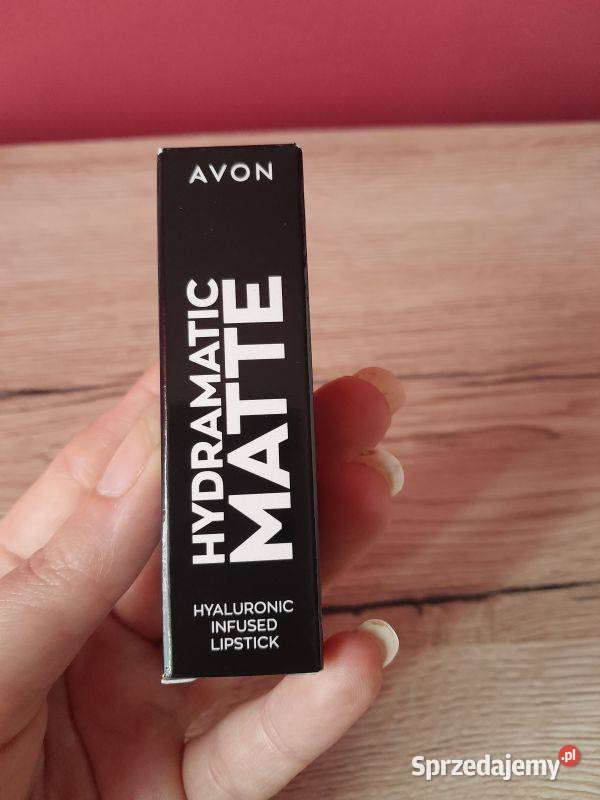 AVON
HYDRAMATIC
MATTE
HYALURONIC
INFUSED
LIPSTICK
Sprzedajemy.pl